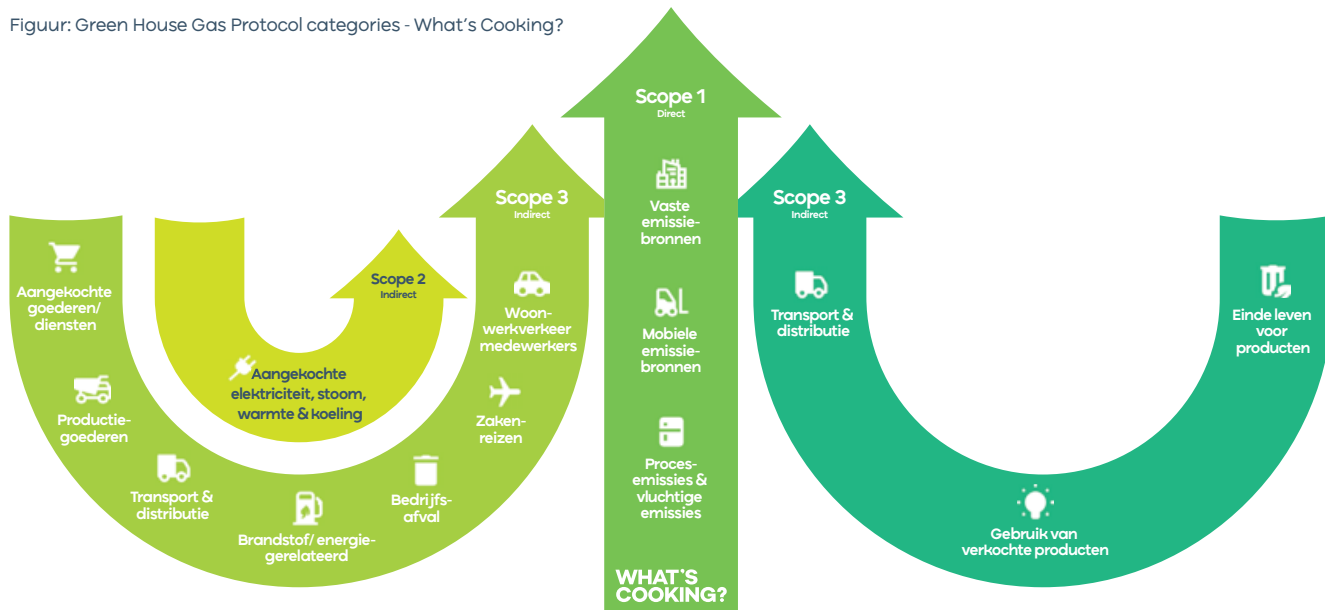 Figuur: Green House Gas Protocol categories - What's Cooking?
Aangekochte
goederen/
diensten
Productie-
goederen
Transport &
distributie
Brandstof/ energie-
gerelateerd
Bedrijfs-
afval
Zaken-
reizen
Woon-
werkverkeer
medewerkers
Scope 3
Indirect
Scope 2
Indirect
Aangekochte
elektriciteit, stoom,
warmte & koeling
Scope 1
Direct
Vaste
emissie-
bronnen
Mobiele
emissie-
bronnen
Proces-
emissies &
vluchtige
emissies
WHAT'S
COOKING?
Scope 3
Indirect
Transport &
distributie
Gebruik van
verkochte producten
Einde leven
voor
producten